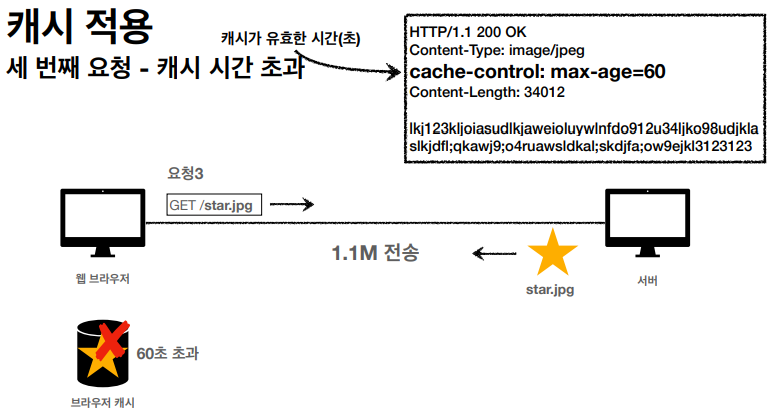 캐시 적용
세 번째 요청 - 캐시 시간 초과
캐시가 유효한 시간(초)
HTTP/1.1 200 OK
Content-Type: image/jpeg
cache-control: max-age=60
Content-Length: 34012
lkj123kljoiasudlkjaweioluywlnfdo912u34ljko98udjkla
slkjdfl;qkawj9;o4ruawsldkal;skdjfa;ow9ejkl3123123
요청3
GET /star.jpg
1.1M 전송
star.jpg
웹 브라우저
서버
60초 초과
브라우저 캐시